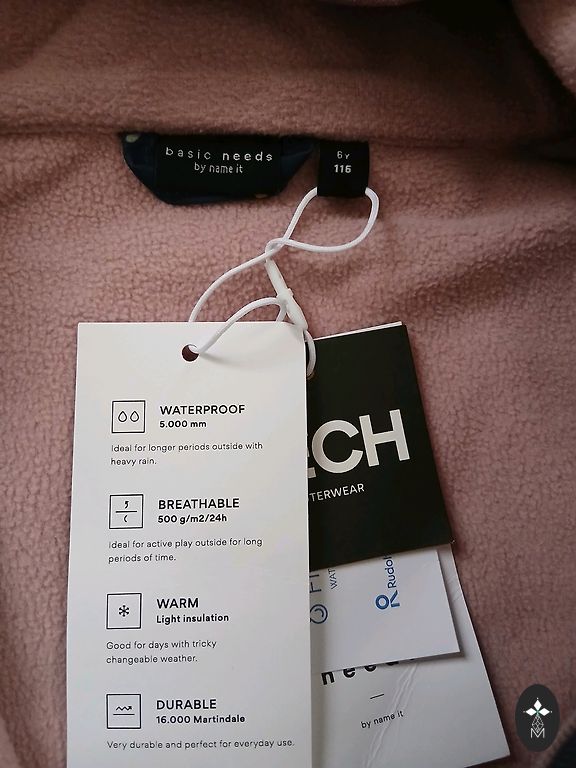 basic needs
by name it
6Y
116
WATERPROOF
5.000 mm
Ideal for longer periods outside with
heavy rain.
BREATHABLE
500 g/m2/24h
Ideal for active play outside for long
periods of time.
WARM
Light insulation
Good for days with tricky
changeable weather.
DURABLE
16.000 Martindale
Very durable and perfect for everyday use.
ECH
TERWEAR
WAT
Rudol
by name it
M